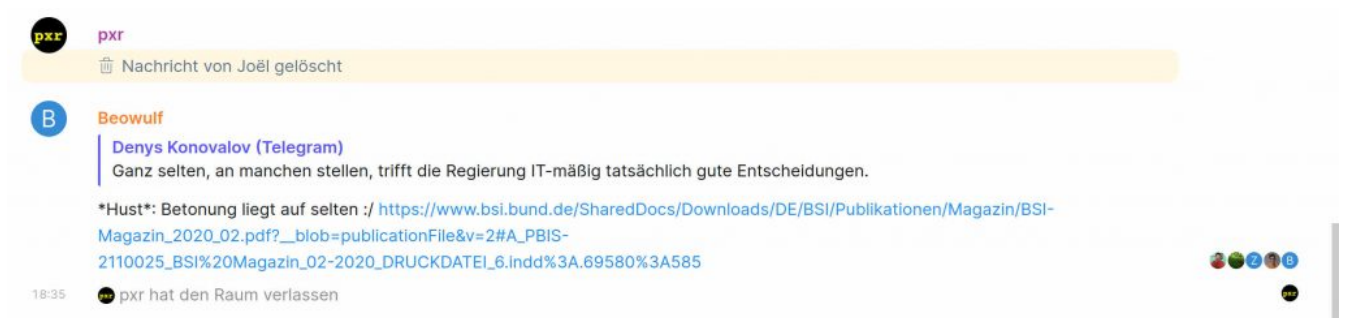 pxr
pxr
Nachricht von Joël gelöscht
B
Beowulf
Denys Konovalov (Telegram)
Ganz selten, an manchen stellen, trifft die Regierung IT-mäßig tatsächlich gute Entscheidungen.
*Hust*: Betonung liegt auf selten :/ https://www.bsi.bund.de/SharedDocs/Downloads/DE/BSI/Publikationen/Magazin/BSI-
Magazin_2020_02.pdf?__blob=publicationFile&v=2#A_PBIS-
2110025_BSI%20Magazin_02-2020_DRUCKDATEI_6.indd%3A.69580%3A585
Z B
18:35 pxr pxr hat den Raum verlassen pxr